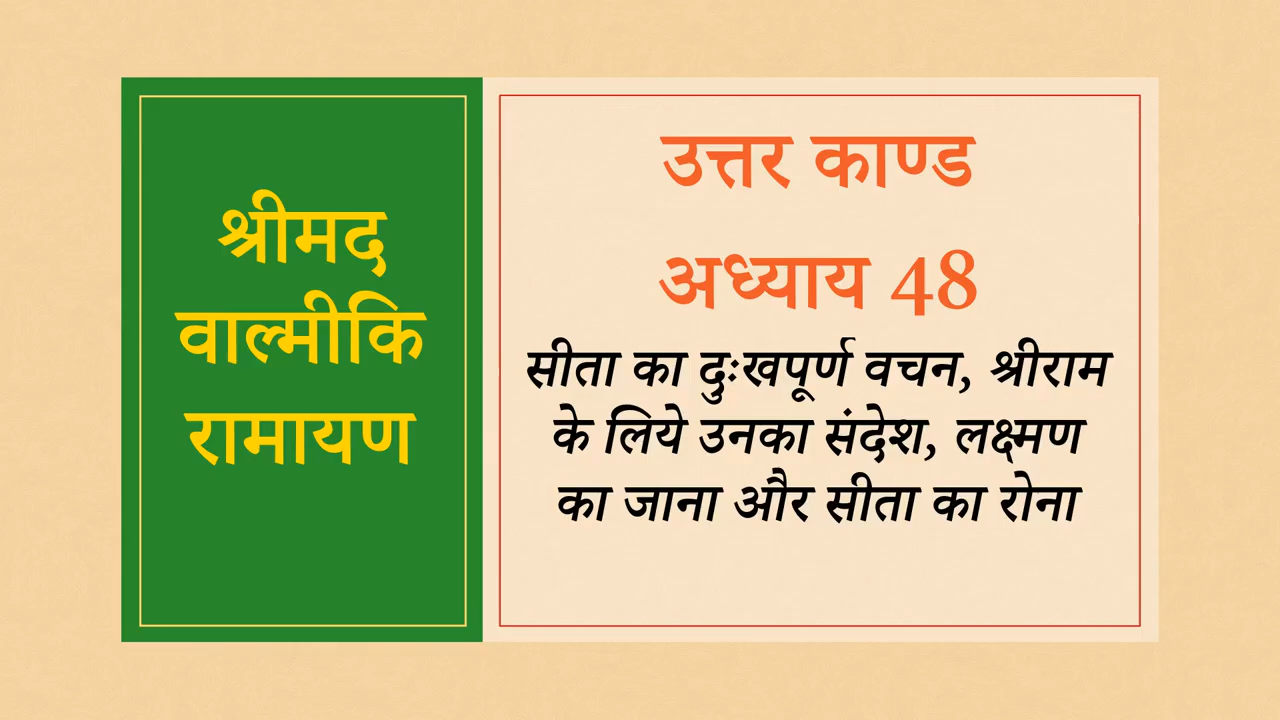 श्रीमद
वाल्मीकि
रामायण
उत्तर काण्ड
अध्याय 48
सीता का दुःखपूर्ण वचन, श्रीराम
के लिये उनका संदेश, लक्ष्मण
का जाना और सीता का रोना